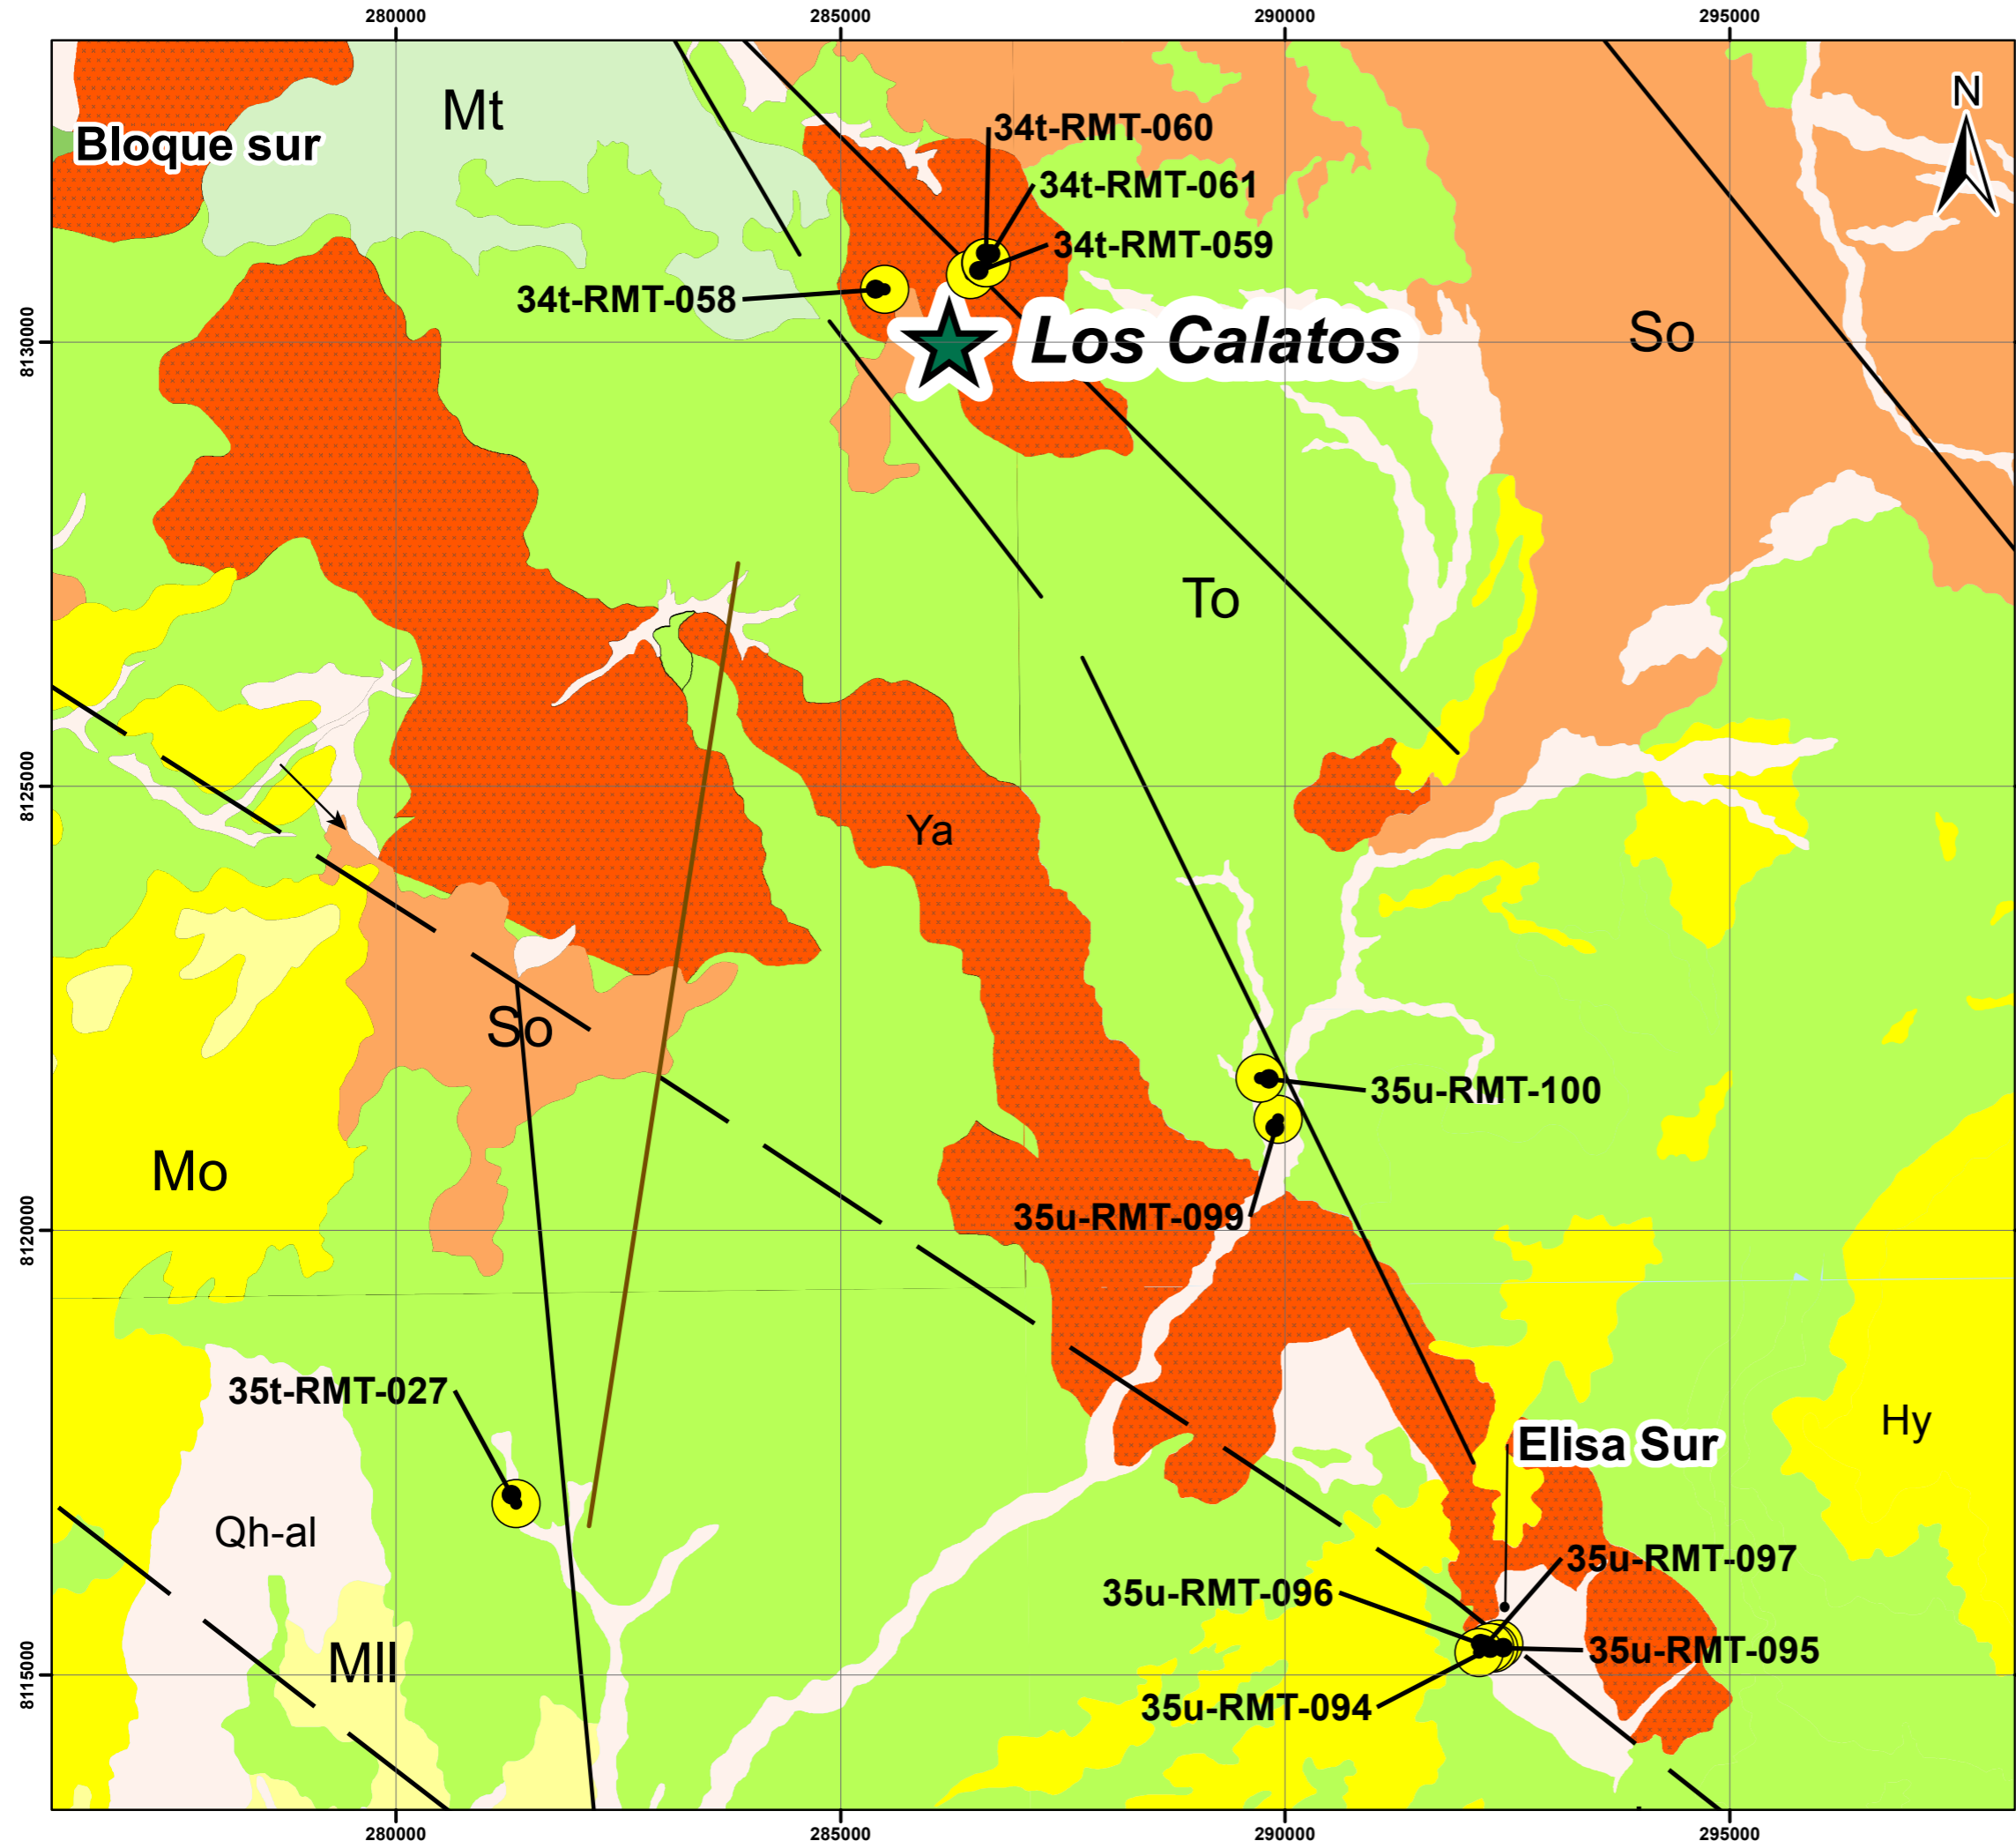 280000
285000
290000
295000
Mt
N
34t-RMT-060
Bloque sur
34t-RMT-061
34t-RMT-059
34t-RMT-058
8130000
Los Calatos
So
To
8125000
Ya
So
35u-RMT-100
Mo
35u-RMT-099
8120000
35t-RMT-027
Hy
Elisa Sur
Qh-al
35u-RMT-097
35u-RMT-096
35u-RMT-095
Mll
8115000
35u-RMT-094
280000
285000
290000
295000